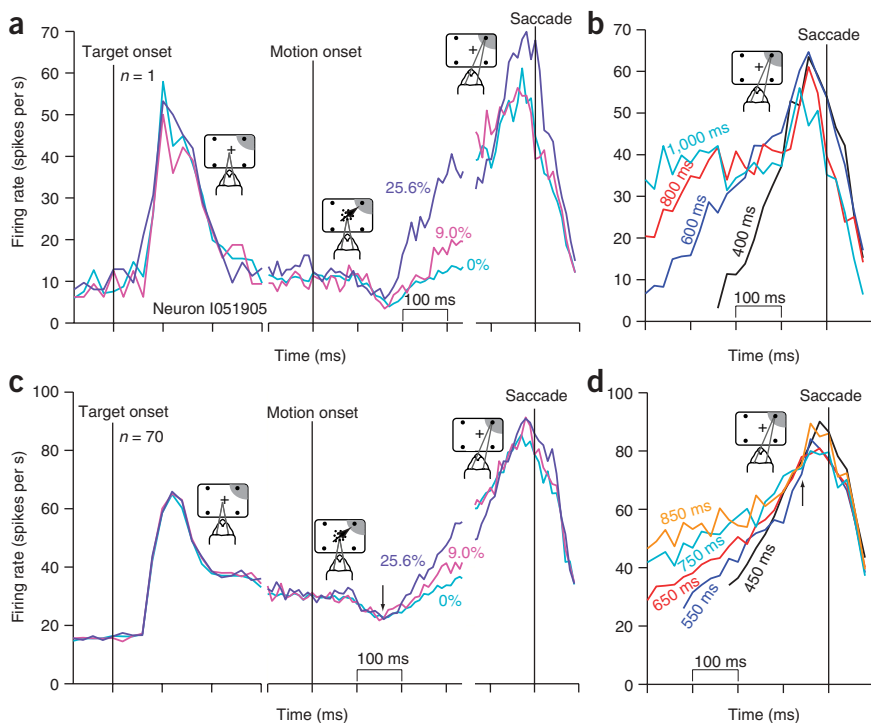 a
Firing rate (spikes per s)
70
60
50
40
30
20
10
0
Target onset
n = 1
Motion onset
Saccade
25.6%
9.0%
0%
100 ms
Neuron I051905
Time (ms)
b
70
60
50
40
30
20
10
0
Saccade
1,000 ms
800 ms
600 ms
400 ms
100 ms
Time (ms)
c
Firing rate (spikes per s)
100
80
60
40
20
0
Target onset
n = 70
Motion onset
Saccade
25.6%
9.0%
0%
100 ms
Time (ms)
d
100
80
60
40
20
0
Saccade
850 ms
750 ms
650 ms
550 ms
450 ms
100 ms
Time (ms)